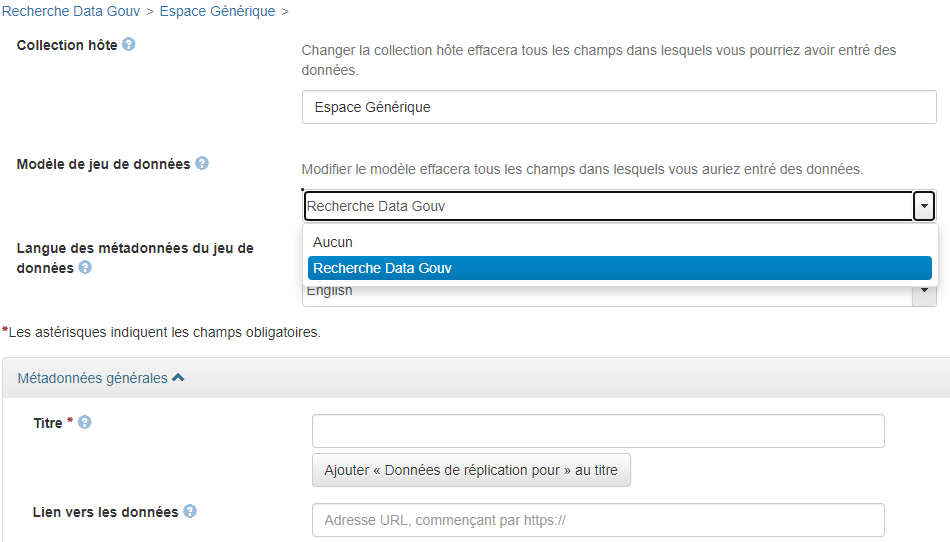 Recherche Data Gouv > Espace Générique >
Collection hôte
Changer la collection hôte effacera tous les champs dans lesquels vous pourriez avoir entré des
données.
Espace Générique
Modèle de jeu de données
Modifier le modèle effacera tous les champs dans lesquels vous auriez entré des données.
Recherche Data Gouv
Aucun
Recherche Data Gouv
Langue des métadonnées du jeu de
données
English
*Les astérisques indiquent les champs obligatoires.
Métadonnées générales
Titre *
Ajouter « Données de réplication pour » au titre
Lien vers les données
Adresse URL, commençant par https://